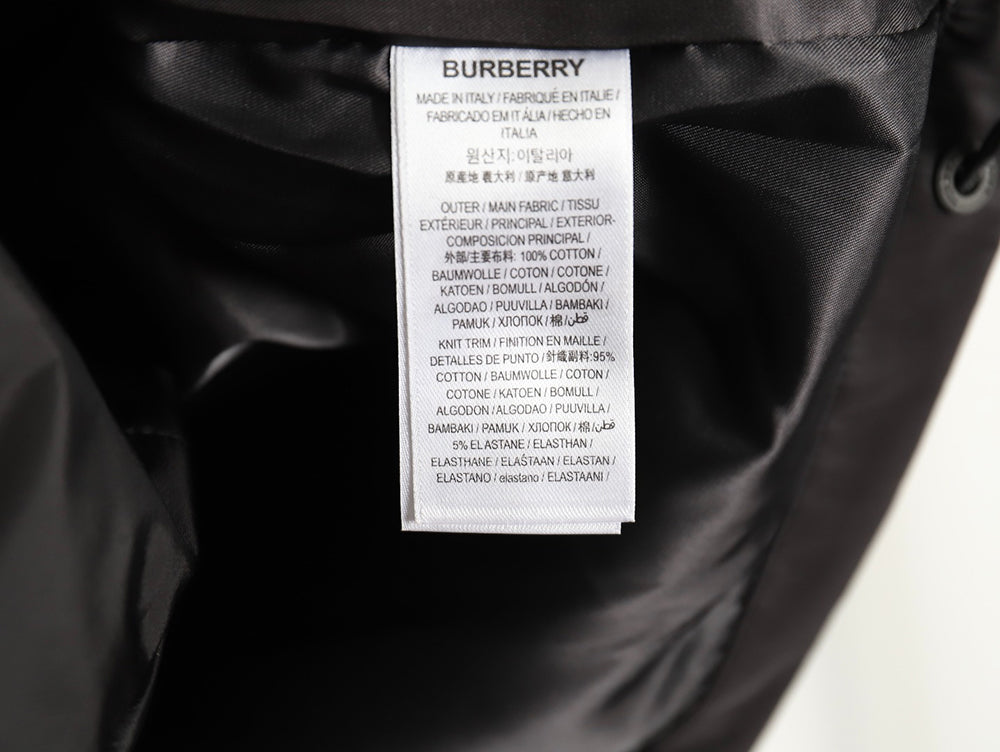 BURBERRY
MADE IN ITALY / FABRIQUÉ EN ITALIE /
FABRICADO EM ITÁLIA / HECHO EN
ITALIA
원산지:이탈리아
原産地 義大利 / 原产地 意大利
OUTER / MAIN FABRIC / TISSU
EXTÉRIEUR / PRINCIPAL / EXTERIOR-
COMPOSICION PRINCIPAL /
外部/主要布料: 100% COTTON /
BAUMWOLLE / COTON / COTONE /
KATOEN / BOMULL / ALGODÓN /
ALGODAO / PUUVILLA / BAMBAKI /
PAMUK / ХЛОПОК / 棉 / قطن
KNIT TRIM / FINITION EN MAILLE /
DETALLES DE PUNTO / 針織副料: 95%
COTTON / BAUMWOLLE / COTON /
COTONE / KATOEN / BOMULL /
ALGODON / ALGODAO / PUUVILLA /
BAMBAKI / PAMUK / ХЛОПОК / 棉 / قطن
5% ELASTANE / ELASTHAN /
ELASTHANE / ELASTAAN / ELASTAN /
ELASTANO / elastano / ELASTAANI /